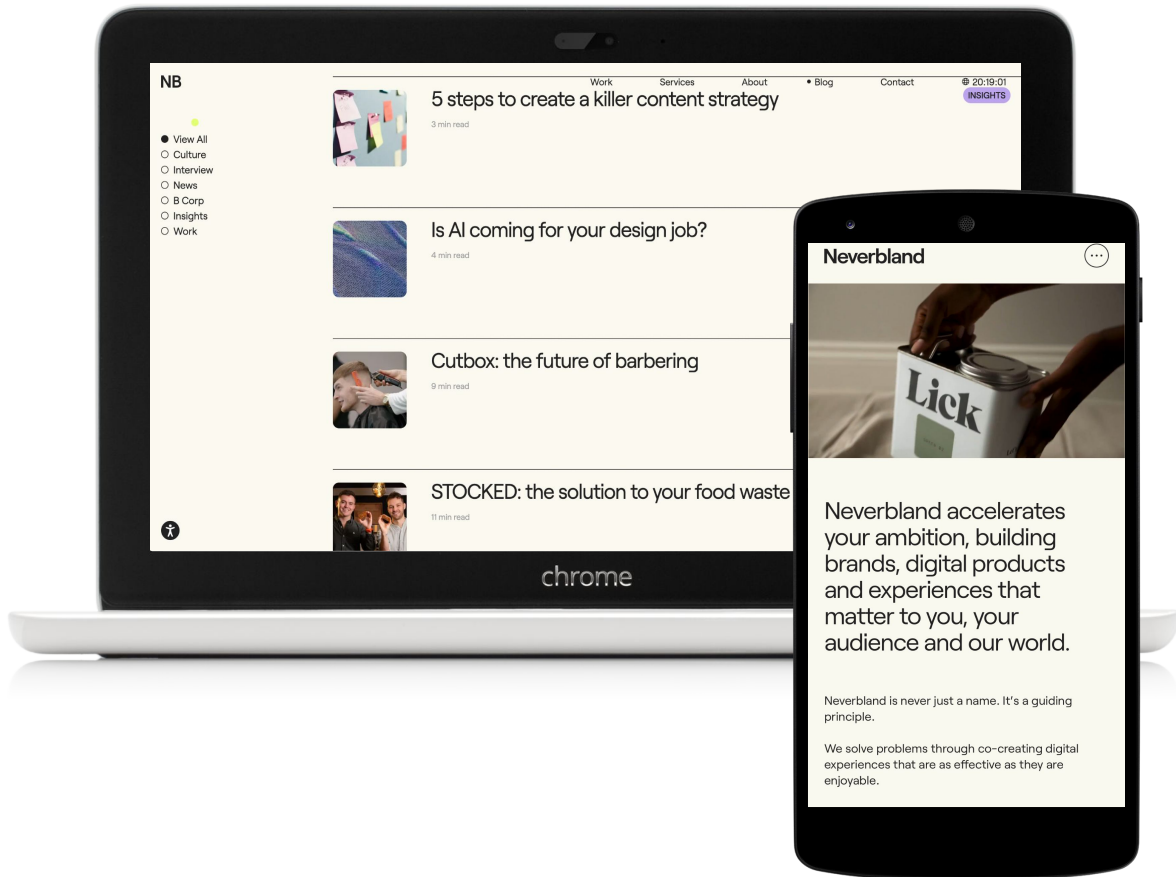 NB
Work Services About Blog Contact 20:19:01
INSIGHTS
View All
Culture
Interview
News
B Corp
Insights
Work
5 steps to create a killer content strategy
3 min read
Is AI coming for your design job?
4 min read
Cutbox: the future of barbering
9 min read
STOCKED: the solution to your food waste
11 min read
chrome
Neverbland
Lick
Neverbland accelerates
your ambition, building
brands, digital products
and experiences that
matter to you, your
audience and our world.
Neverbland is never just a name. It's a guiding
principle.
We solve problems through co-creating digital
experiences that are as effective as they are
enjoyable.